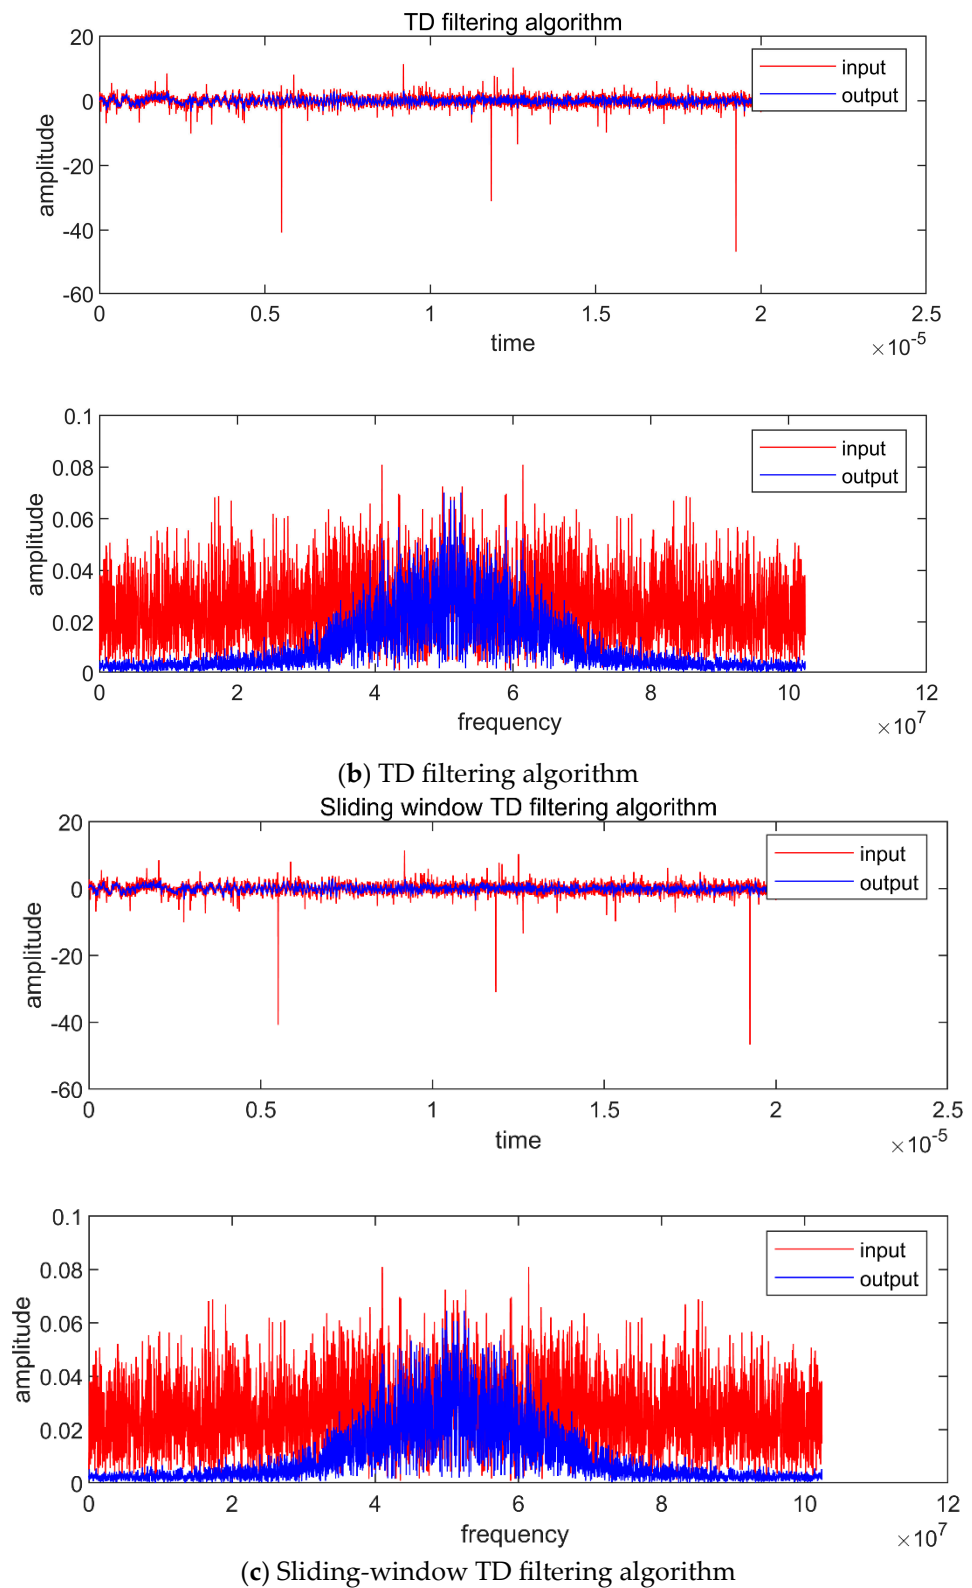 TD filtering algorithm
20
0
-20
-40
-60
amplitude
input
output
0 0.5 1 1.5 2 2.5
time
×10-5
0.1
0.08
0.06
0.04
0.02
0
amplitude
input
output
0 2 4 6 8 10 12
frequency
×107
(b) TD filtering algorithm
Sliding window TD filtering algorithm
20
0
-20
-40
-60
amplitude
input
output
0 0.5 1 1.5 2 2.5
time
×10-5
0.1
0.08
0.06
0.04
0.02
0
amplitude
input
output
0 2 4 6 8 10 12
frequency
×107
(c) Sliding-window TD filtering algorithm